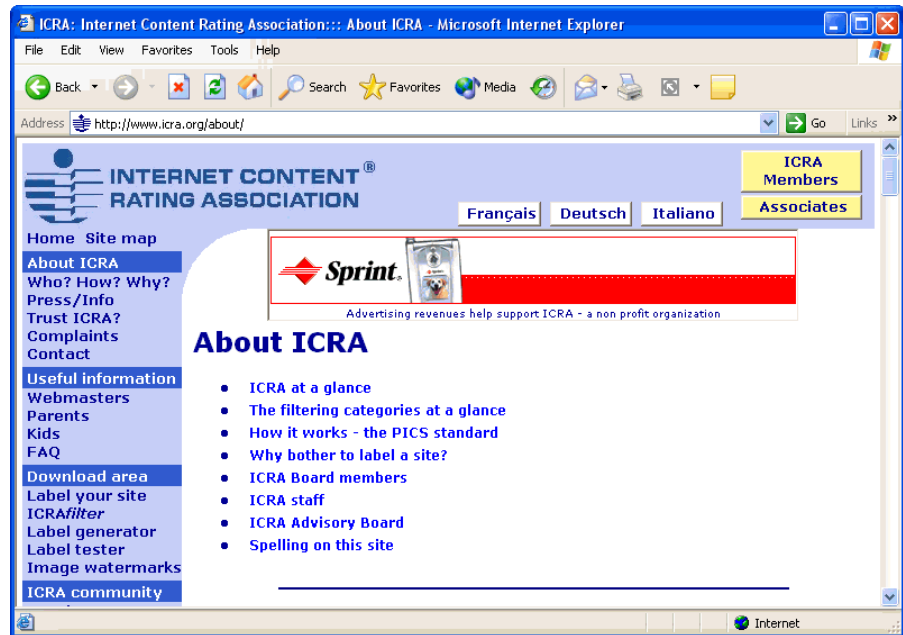 ICRA: Internet Content Rating Association::: About ICRA - Microsoft Internet Explorer
File Edit View Favorites Tools Help
Back Search Favorites Media
Address http://www.icra.org/about/ Go Links »
INTERNET CONTENT ®
RATING ASSOCIATION
ICRA
Members
Associates
Français Deutsch Italiano
Home Site map
About ICRA
Who? How? Why?
Press/Info
Trust ICRA?
Complaints
Contact
Useful information
Webmasters
Parents
Kids
FAQ
Download area
Label your site
ICRAfilter
Label generator
Label tester
Image watermarks
ICRA community
Sprint.
Advertising revenues help support ICRA - a non profit organization
About ICRA
• ICRA at a glance
• The filtering categories at a glance
• How it works - the PICS standard
• Why bother to label a site?
• ICRA Board members
• ICRA staff
• ICRA Advisory Board
• Spelling on this site
Internet